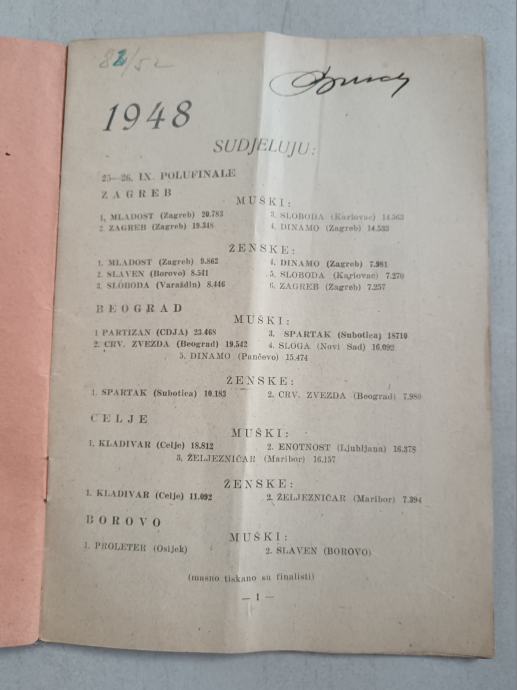 82/52
1948
SUDJELUJU:
25—26. IX. POLUFINALE
ZAGREB
MUŠKI:
1. MLADOST (Zagreb) 20.783 3. SLOBODA (Karlovac) 14.563
2. ZAGREB (Zagreb) 19.348 4. DINAMO (Zagreb) 14.533
ŽENSKE:
1. MLADOST (Zagreb) 9.862 4. DINAMO (Zagreb) 7.981
2. SLAVEN (Borovo) 8.541 5. SLOBODA (Karlovac) 7.270
3. SLOBODA (Varaždin) 8.446 6. ZAGREB (Zagreb) 7.257
BEOGRAD
MUŠKI:
1 PARTIZAN (CDJA) 23.468 3. SPARTAK (Subotica) 18710
2. CRV. ZVEZDA (Beograd) 19.542 4. SLOGA (Novi Sad) 16.092
5. DINAMO (Pančevo) 15.474
ŽENSKE:
1. SPARTAK (Subotica) 10.183 2. CRV. ZVEZDA (Beograd) 7.980
CELJE
MUŠKI:
1. KLADIVAR (Celje) 18.812 2. ENOTNOST (Ljubljana) 16.378
3. ŽELJEZNIČAR (Maribor) 16.157
ŽENSKE:
1. KLADIVAR (Celje) 11.092 2. ŽELJEZNIČAR (Maribor) 7.394
BOROVO
MUŠKI:
1. PROLETER (Osijek) 2. SLAVEN (BOROVO)
(masno tiskano su finalisti)
— 1 —